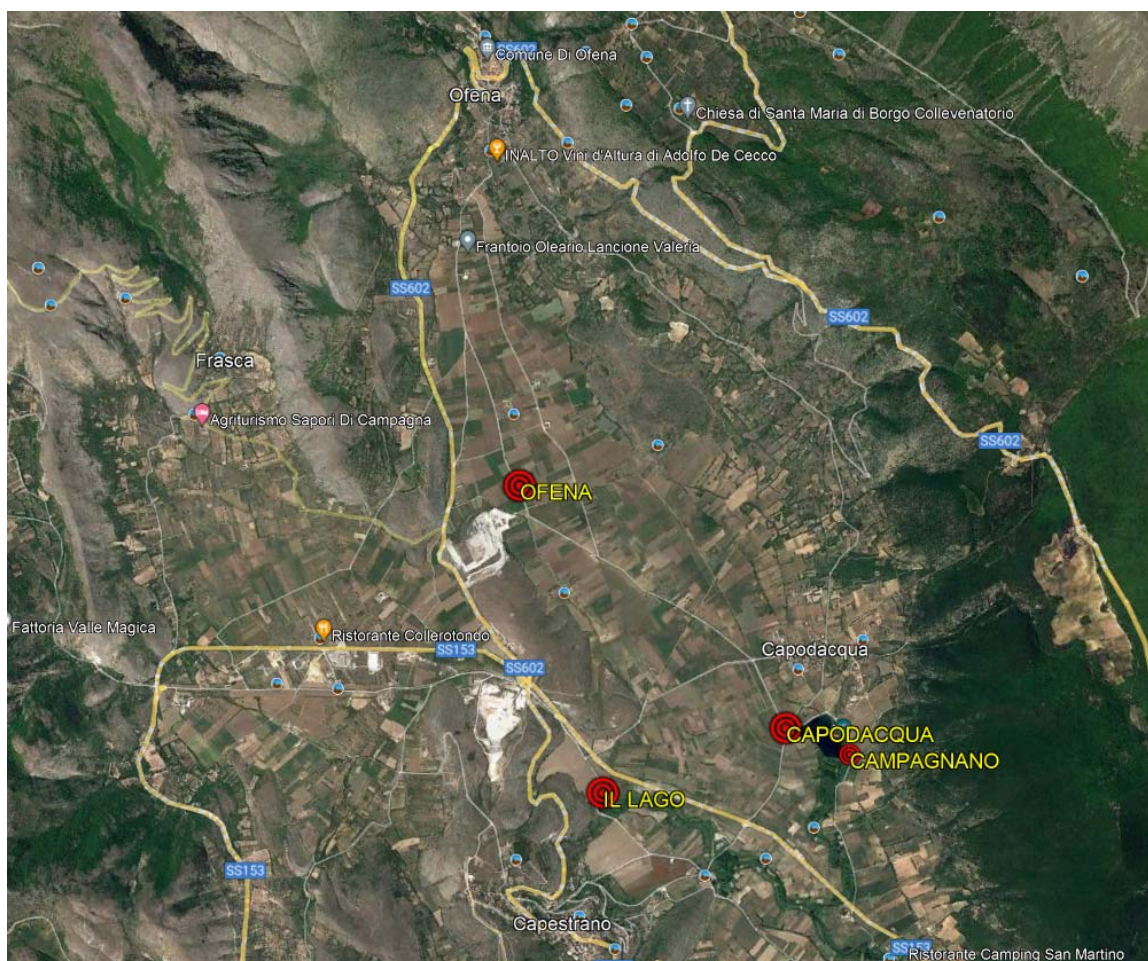 SS602
Comune Di Ofena
Ofena
Chiesa di Santa Maria di Borgo Collevenatorio
INALTO Vini d'Altura di Adolfo De Cecco
Frantoio Oleario Lancione Valeria
SS602
SS602
Frasca
Agriturismo Sapori Di Campagna
SS602
OFENA
Fattoria Valle Magica
Ristorante Collerotondo
SS153
Capodacqua
SS602
CAPODACQUA
CAMPAGNANO
IL LAGO
SS153
Capestrano
SS153
Ristorante Camping San Martino